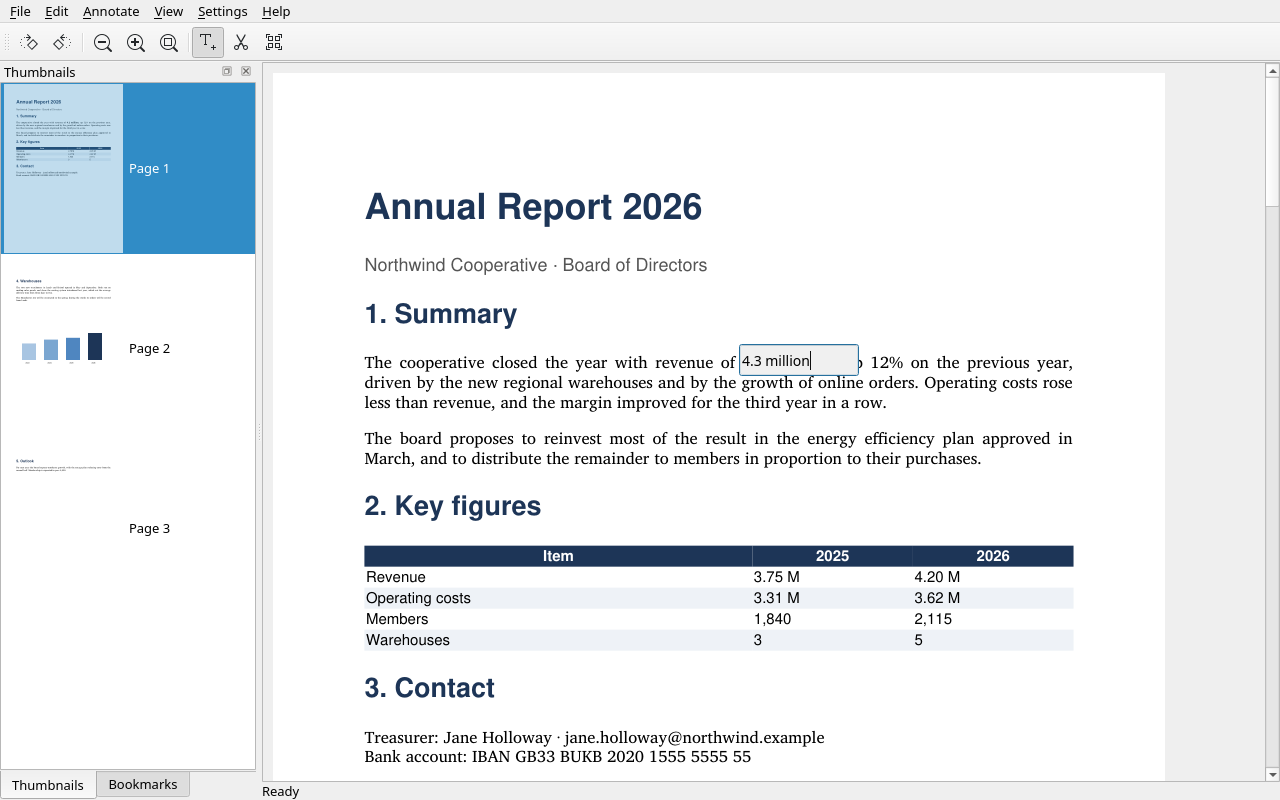 File Edit Annotate View Settings Help
Thumbnails
Page 1
Page 2
Page 3
Thumbnails Bookmarks
Annual Report 2026
Northwind Cooperative · Board of Directors
1. Summary
The cooperative closed the year with revenue of 4.3 million 12% on the previous year,
driven by the new regional warehouses and by the growth of online orders. Operating costs rose
less than revenue, and the margin improved for the third year in a row.
The board proposes to reinvest most of the result in the energy efficiency plan approved in
March, and to distribute the remainder to members in proportion to their purchases.
2. Key figures
Item 2025 2026
Revenue 3.75 M 4.20 M
Operating costs 3.31 M 3.62 M
Members 1,840 2,115
Warehouses 3 5
3. Contact
Treasurer: Jane Holloway · jane.holloway@northwind.example
Bank account: IBAN GB33 BUKB 2020 1555 5555 55
Ready